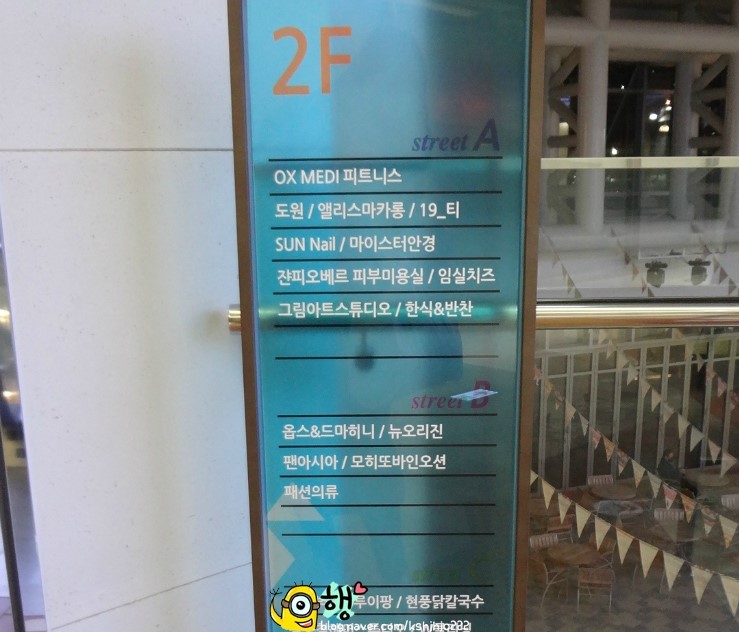 2F
street A
OX MEDI 피트니스
도원 / 앨리스마카롱 / 19_티
SUN Nail / 마이스터안경
쟌피오베르 피부미용실 / 임실치즈
그림아트스튜디오 / 한식&반찬
street B
옵스&드마히니 / 뉴오리진
팬아시아 / 모히또바인오션
패션의류
루이팡 / 현풍닭칼국수
행